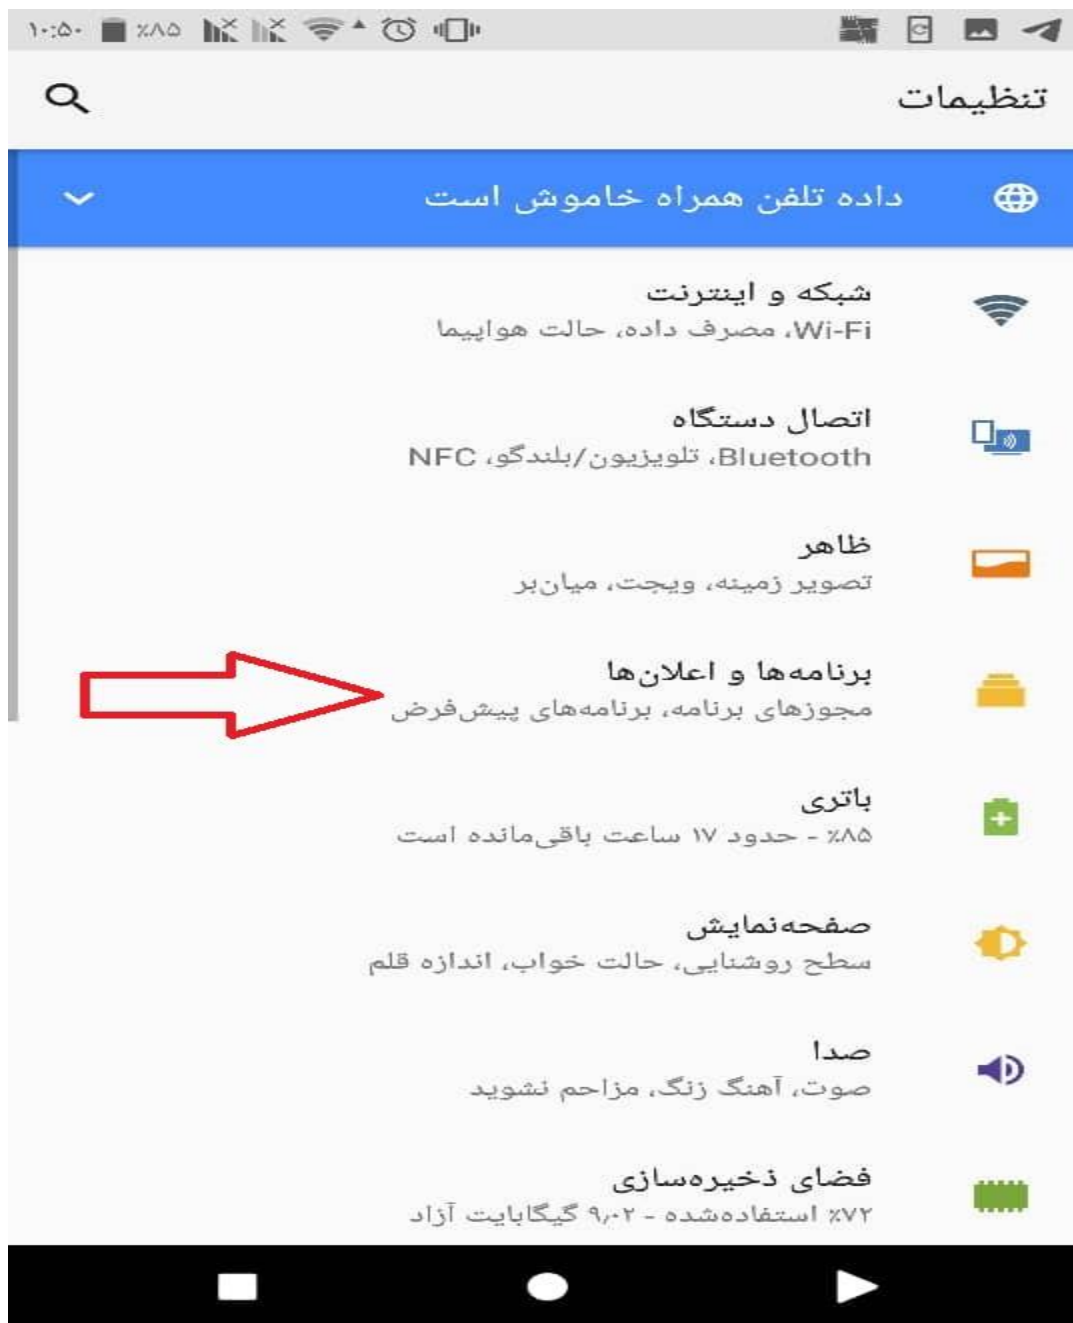 ۱۰:۵۰ ٪۸۵
تنظیمات
داده تلفن همراه خاموش است
شبکه و اینترنت
Wi-Fi، مصرف داده، حالت هواپیما
اتصال دستگاه
Bluetooth، تلویزیون/بلندگو، NFC
ظاهر
تصویر زمینه، ویجت، میان‌بر
برنامه‌ها و اعلان‌ها
مجوزهای برنامه، برنامه‌های پیش‌فرض
باتری
٪۸۵ - حدود ۱۷ ساعت باقی‌مانده است
صفحه‌نمایش
سطح روشنایی، حالت خواب، اندازه قلم
صدا
صوت، آهنگ زنگ، مزاحم نشوید
فضای ذخیره‌سازی
٪۷۲ استفاده‌شده - ۹٫۰۲ گیگابایت آزاد